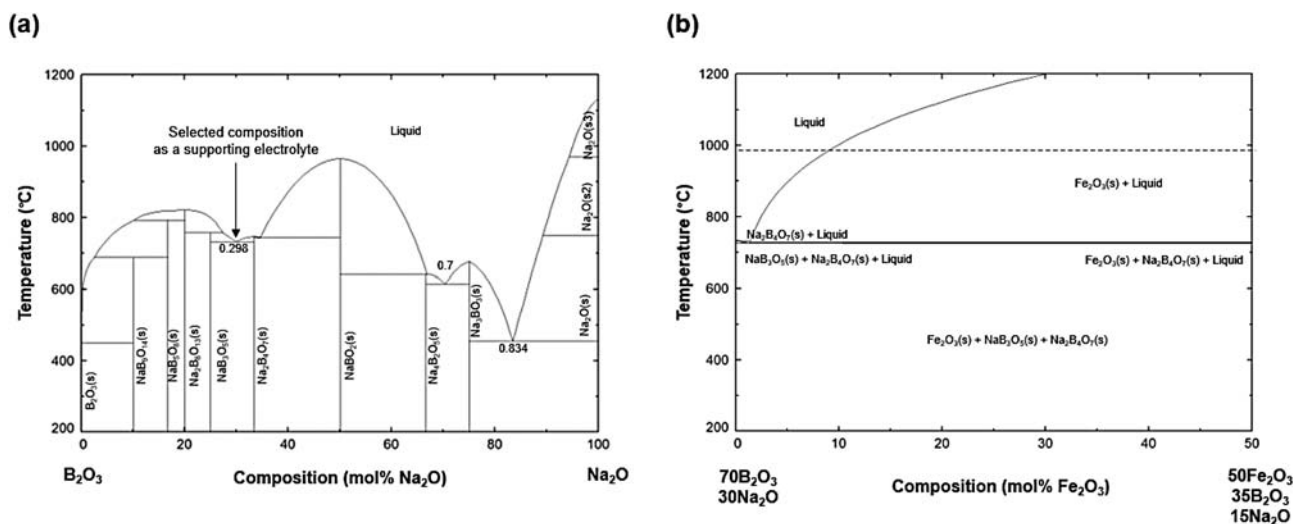 (a)
1200
1000
800
600
400
200
Temperature (°C)
Selected composition
as a supporting electrolyte
Liquid
0.298
0.7
0.834
B₂O₃(s)
NaB₅O₁₄(s)
NaB₅O₈(s)
Na₂B₈O₁₃(s)
NaB₃O₅(s)
Na₂B₄O₇(s)
NaBO₂(s)
Na₄B₂O₅(s)
Na₃BO₃(s)
Na₂O(s)
Na₂O(s2)
Na₂O(s3)
0 20 40 60 80 100
B₂O₃
Composition (mol% Na₂O)
Na₂O
(b)
1200
1000
800
600
400
200
Temperature (°C)
Liquid
Fe₂O₃(s) + Liquid
Na₂B₄O₇(s) + Liquid
NaB₃O₅(s) + Na₂B₄O₇(s) + Liquid
Fe₂O₃(s) + Na₂B₄O₇(s) + Liquid
Fe₂O₃(s) + NaB₃O₅(s) + Na₂B₄O₇(s)
0 10 20 30 40 50
Composition (mol% Fe₂O₃)
70B₂O₃
30Na₂O
50Fe₂O₃
35B₂O₃
15Na₂O